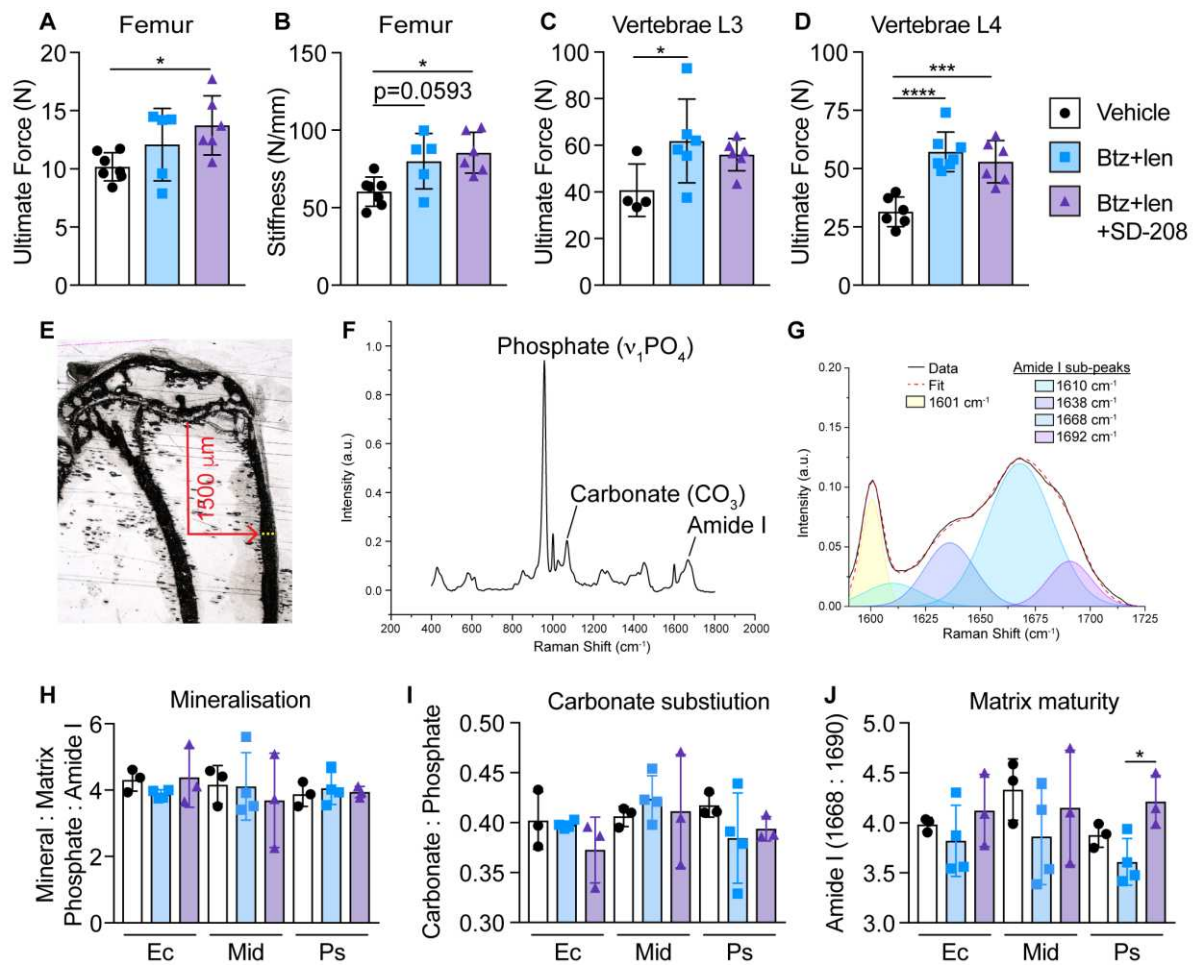 A Femur
Ultimate Force (N)
20
15
10
5
0
*
B Femur
Stiffness (N/mm)
150
100
50
0
*
p=0.0593
C Vertebrae L3
Ultimate Force (N)
100
80
60
40
20
0
*
D Vertebrae L4
Ultimate Force (N)
100
75
50
25
0
***
****
Vehicle
Btz+len
Btz+len
+SD-208
E
1500 µm
F
Phosphate (ν₁PO₄)
Carbonate (CO₃)
Amide I
Intensity (a.u.)
1.0
0.8
0.6
0.4
0.2
0.0
200 400 600 800 1000 1200 1400 1600 1800 2000
Raman Shift (cm⁻¹)
G
Data
Fit
1601 cm⁻¹
Amide I sub-peaks
1610 cm⁻¹
1638 cm⁻¹
1668 cm⁻¹
1692 cm⁻¹
Intensity (a.u.)
0.20
0.15
0.10
0.05
0.00
1600 1625 1650 1675 1700 1725
Raman Shift (cm⁻¹)
H Mineralisation
Mineral : Matrix
Phosphate : Amide I
6
4
2
0
Ec Mid Ps
I Carbonate substiution
Carbonate : Phosphate
0.50
0.45
0.40
0.35
0.30
Ec Mid Ps
J Matrix maturity
Amide I (1668 : 1690)
5.0
4.5
4.0
3.5
3.0
*
Ec Mid Ps